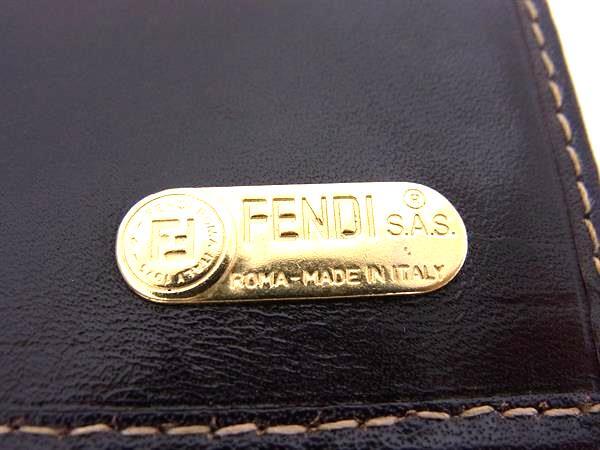 FENDI S.A.S. ®
ROMA-MADE IN ITALY